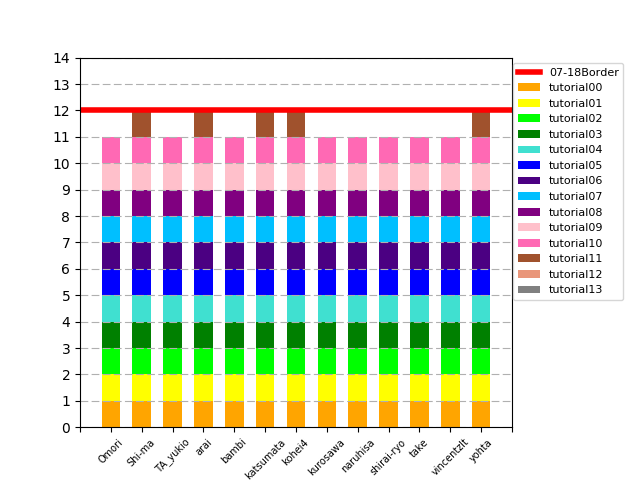 14
13
12
11
10
9
8
7
6
5
4
3
2
1
0
07-18Border
tutorial00
tutorial01
tutorial02
tutorial03
tutorial04
tutorial05
tutorial06
tutorial07
tutorial08
tutorial09
tutorial10
tutorial11
tutorial12
tutorial13
Omori
Shi-ma
TA_yukio
arai
bambi
katsumata
kohei4
kurosawa
naruhisa
shirai-ryo
take
vincentzlt
yohta